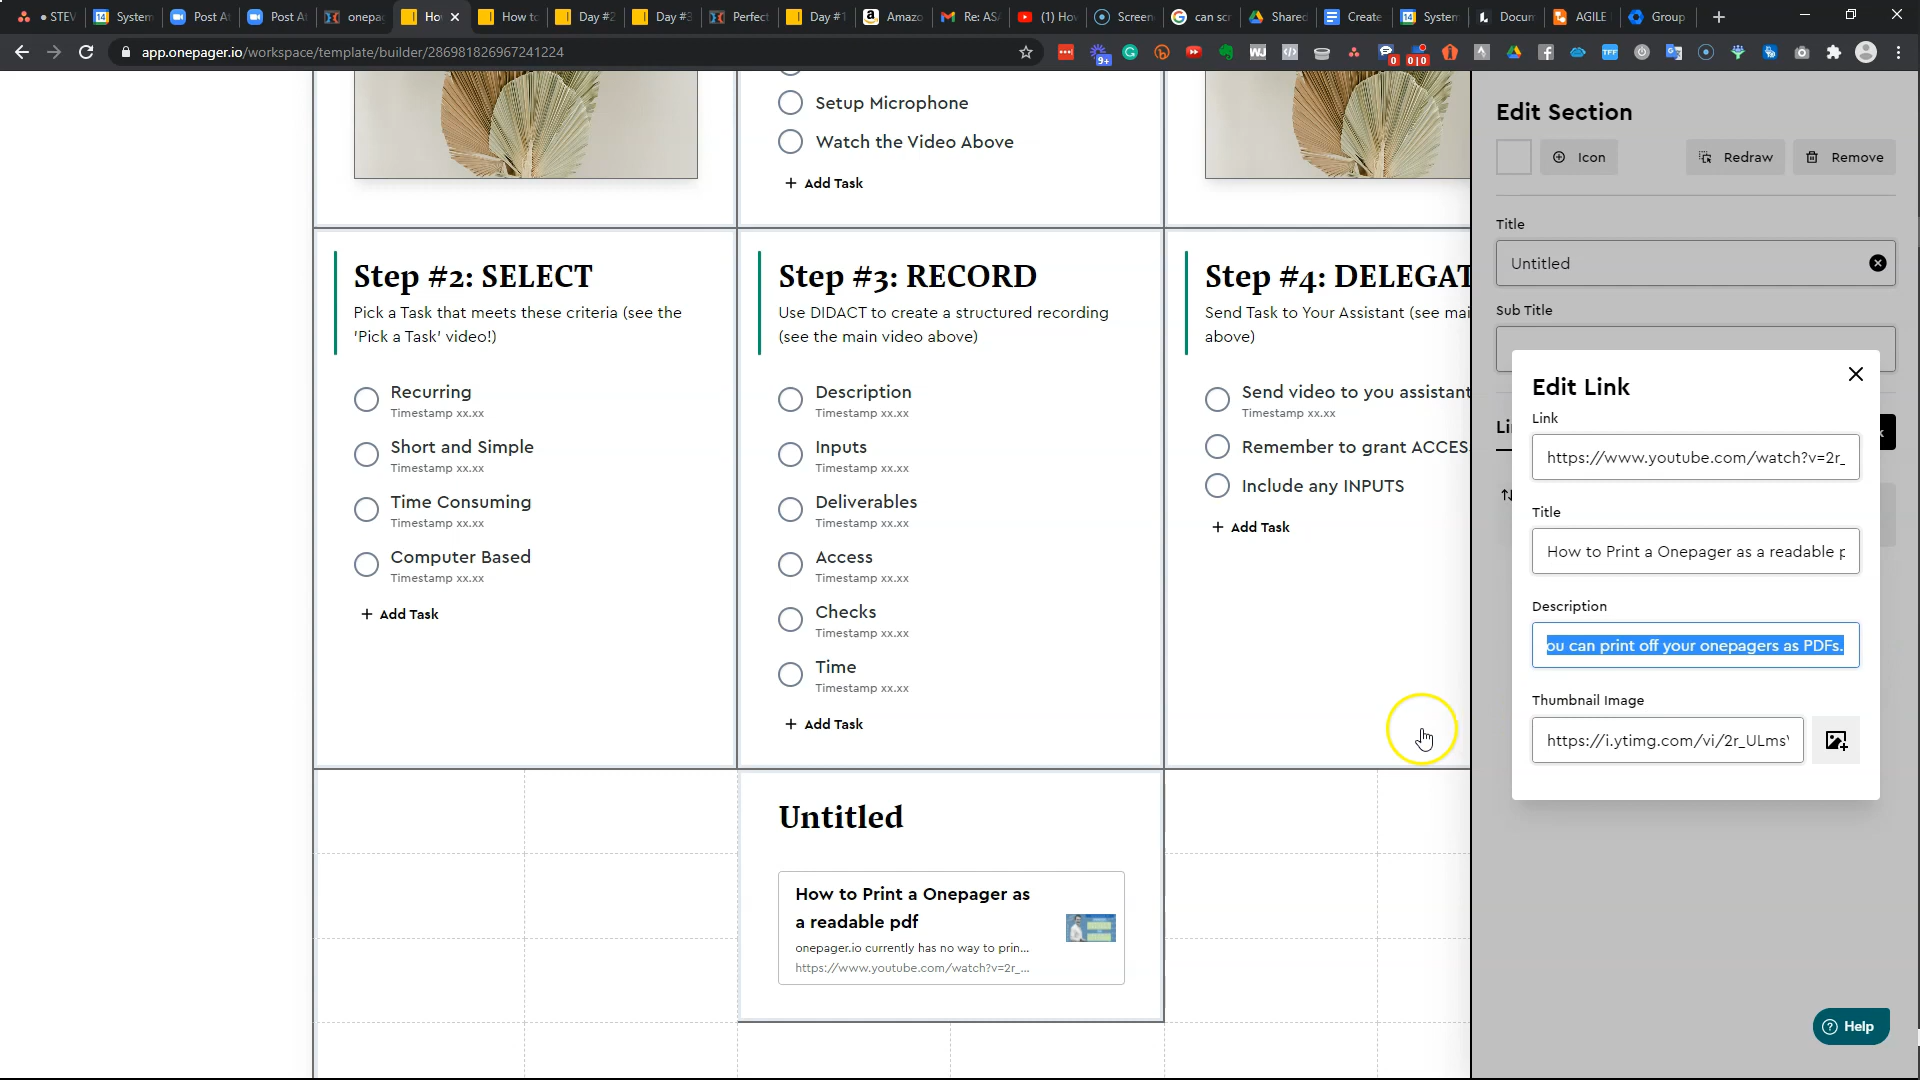 STEV
System
Post A
Post A
onepa
Ho
How to
Day #2
Day #3
Perfect
Day #1
Amazo
Re: AS
(1) Ho
Screen
can scr
Shared
Create
System
Docum
AGILE
Group
app.onepager.io/workspace/template/builder/286981826967241224
Setup Microphone
Watch the Video Above
+ Add Task
Step #2: SELECT
Pick a Task that meets these criteria (see the
'Pick a Task' video!)
Recurring
Timestamp xx.xx
Short and Simple
Timestamp xx.xx
Time Consuming
Timestamp xx.xx
Computer Based
Timestamp xx.xx
+ Add Task
Step #3: RECORD
Use DIDACT to create a structured recording
(see the main video above)
Description
Timestamp xx.xx
Inputs
Timestamp xx.xx
Deliverables
Timestamp xx.xx
Access
Timestamp xx.xx
Checks
Timestamp xx.xx
Time
Timestamp xx.xx
+ Add Task
Step #4: DELEGAT
Send Task to Your Assistant (see mai
above)
Send video to you assistant
Timestamp xx.xx
Remember to grant ACCES
Include any INPUTS
+ Add Task
Untitled
How to Print a Onepager as
a readable pdf
onepager.io currently has no way to prin...
https://www.youtube.com/watch?v=2r_...
Edit Section
Icon
Redraw
Remove
Title
Untitled
Sub Title
Li
Edit Link
Link
https://www.youtube.com/watch?v=2r_
Title
How to Print a Onepager as a readable p
Description
ou can print off your onepagers as PDFs.
Thumbnail Image
https://i.ytimg.com/vi/2r_ULms
Help